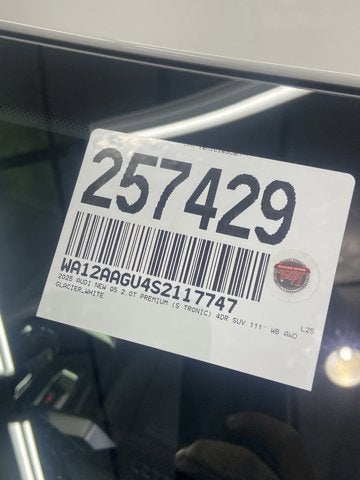 257429
WA12AAGU4S2117747
2025 AUDI NEW Q5 2.0T PREMIUM (S TRONIC) 4DR SUV 111" WB AWD L25
GLACIER_WHITE